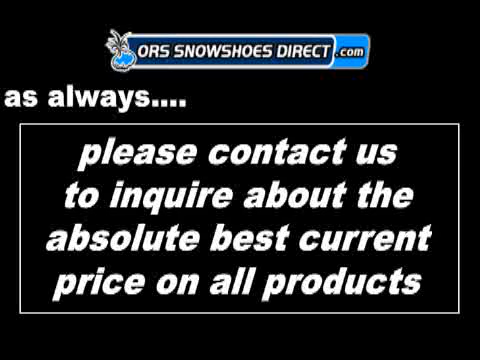 ORS SNOWSHOES DIRECT.com
as always....
please contact us
to inquire about the
absolute best current
price on all products